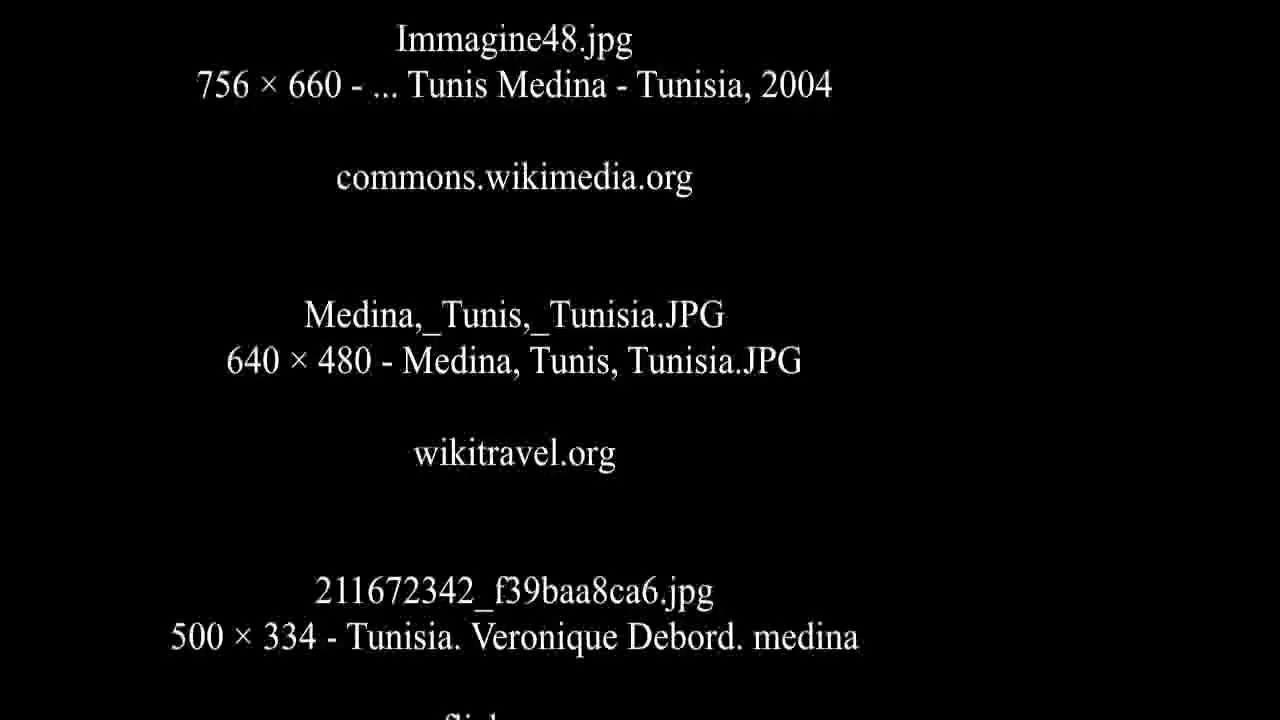 Immagine48.jpg
756 × 660 - ... Tunis Medina - Tunisia, 2004
commons.wikimedia.org
Medina,_Tunis,_Tunisia.JPG
640 × 480 - Medina, Tunis, Tunisia.JPG
wikitravel.org
211672342_f39baa8ca6.jpg
500 × 334 - Tunisia. Veronique Debord. medina